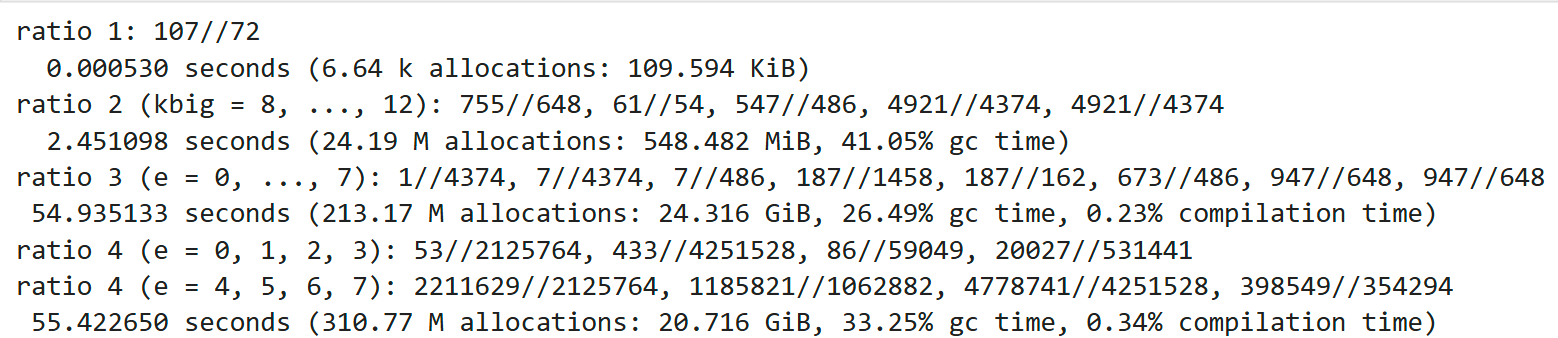 ratio 1: 107//72
  0.000530 seconds (6.64 k allocations: 109.594 KiB)
ratio 2 (kbig = 8, ..., 12): 755//648, 61//54, 547//486, 4921//4374, 4921//4374
  2.451098 seconds (24.19 M allocations: 548.482 MiB, 41.05% gc time)
ratio 3 (e = 0, ..., 7): 1//4374, 7//4374, 7//486, 187//1458, 187//162, 673//486, 947//648, 947//648
 54.935133 seconds (213.17 M allocations: 24.316 GiB, 26.49% gc time, 0.23% compilation time)
ratio 4 (e = 0, 1, 2, 3): 53//2125764, 433//4251528, 86//59049, 20027//531441
ratio 4 (e = 4, 5, 6, 7): 2211629//2125764, 1185821//1062882, 4778741//4251528, 398549//354294
 55.422650 seconds (310.77 M allocations: 20.716 GiB, 33.25% gc time, 0.34% compilation time)